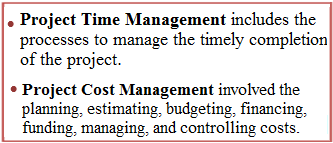 • Project Time Management includes the
processes to manage the timely completion
of the project.
• Project Cost Management involved the
planning, estimating, budgeting, financing,
funding, managing, and controlling costs.